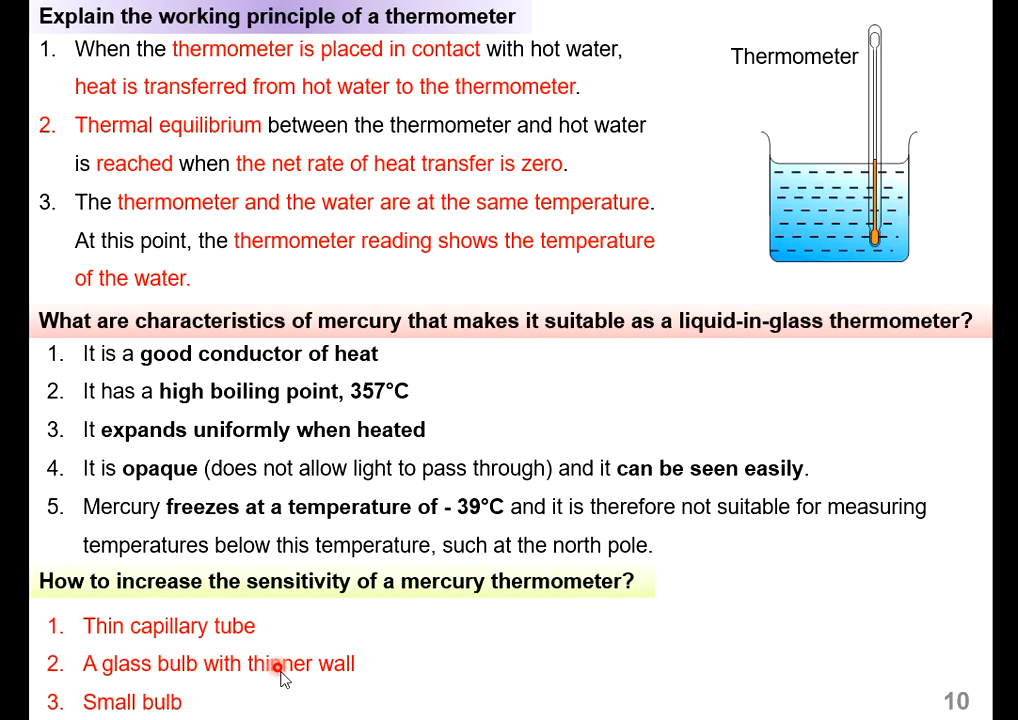 Explain the working principle of a thermometer
1. When the thermometer is placed in contact with hot water,
heat is transferred from hot water to the thermometer.
2. Thermal equilibrium between the thermometer and hot water
is reached when the net rate of heat transfer is zero.
3. The thermometer and the water are at the same temperature.
At this point, the thermometer reading shows the temperature
of the water.
Thermometer
What are characteristics of mercury that makes it suitable as a liquid-in-glass thermometer?
1. It is a good conductor of heat
2. It has a high boiling point, 357°C
3. It expands uniformly when heated
4. It is opaque (does not allow light to pass through) and it can be seen easily.
5. Mercury freezes at a temperature of - 39°C and it is therefore not suitable for measuring
temperatures below this temperature, such at the north pole.
How to increase the sensitivity of a mercury thermometer?
1. Thin capillary tube
2. A glass bulb with thinner wall
3. Small bulb
10